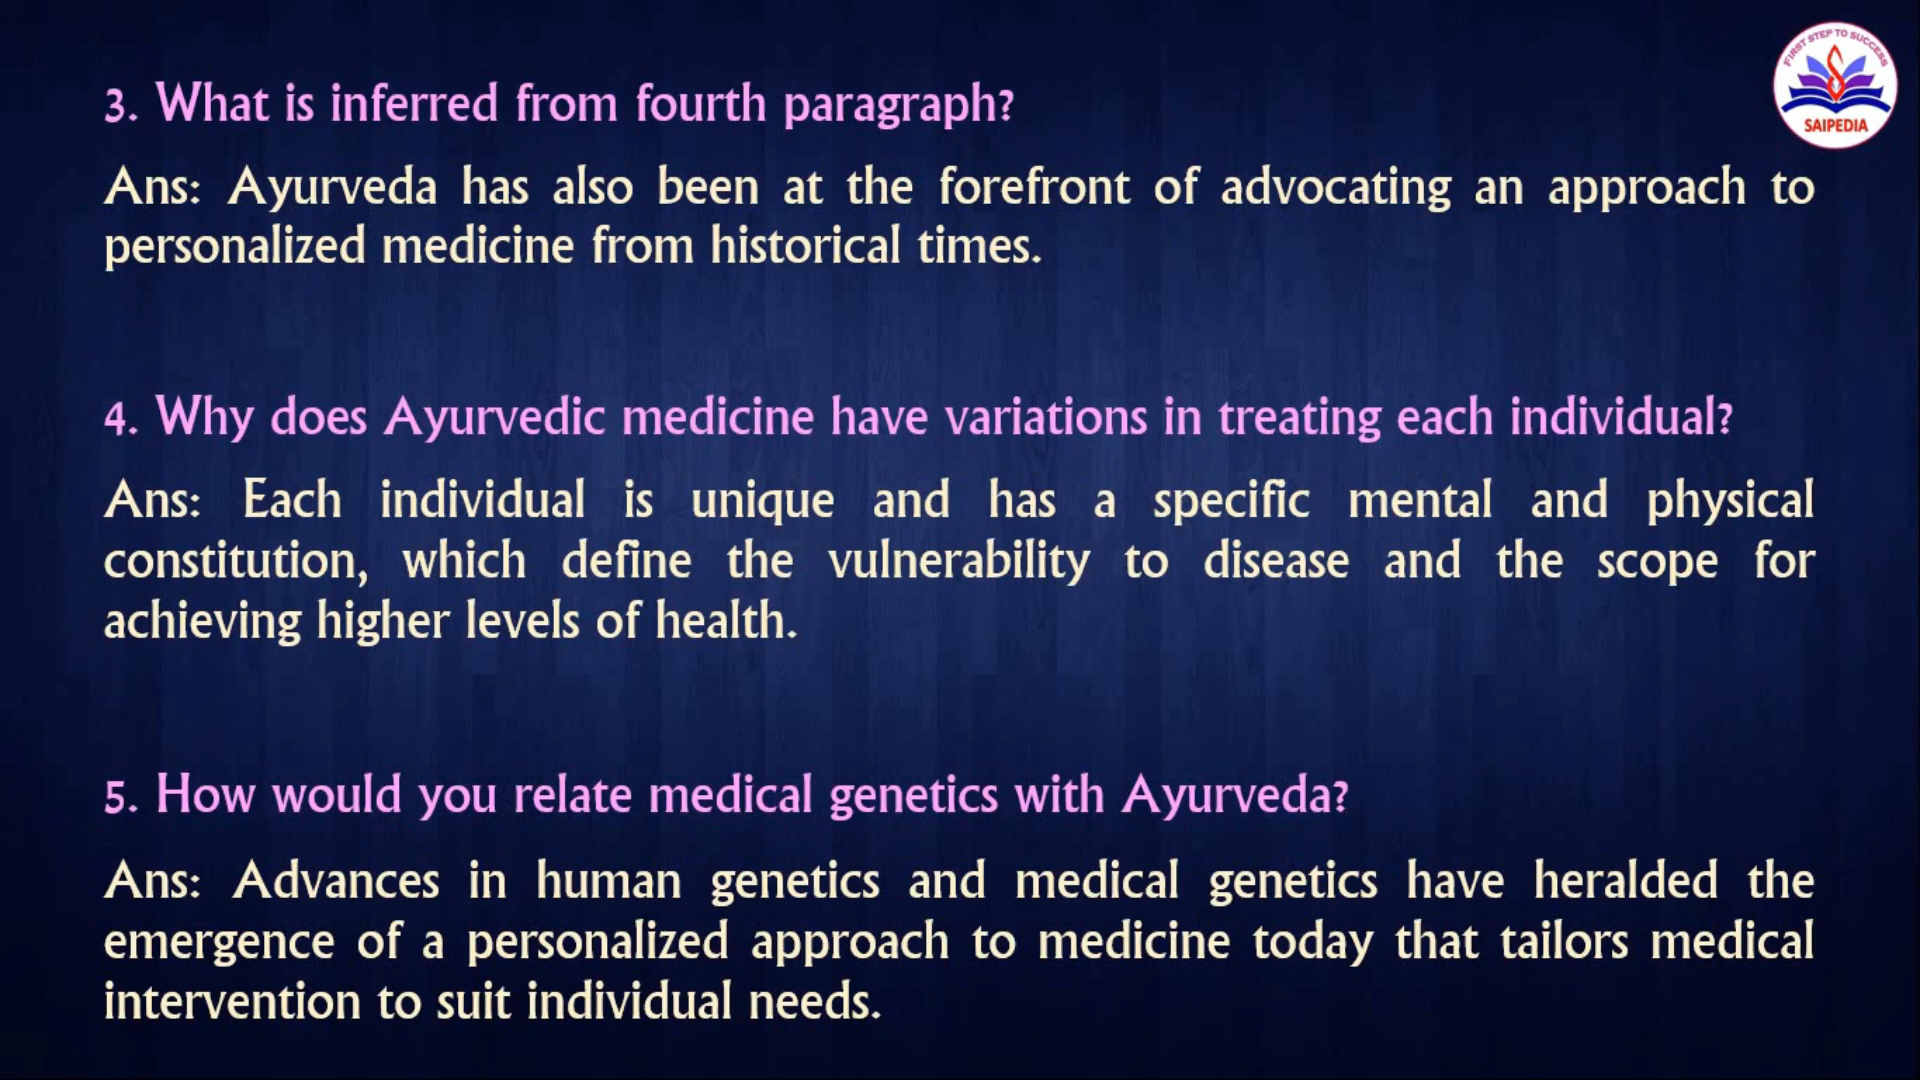 FIRST STEP TO SUCCESS
SAIPEDIA
3. What is inferred from fourth paragraph?
Ans: Ayurveda has also been at the forefront of advocating an approach to
personalized medicine from historical times.
4. Why does Ayurvedic medicine have variations in treating each individual?
Ans: Each individual is unique and has a specific mental and physical
constitution, which define the vulnerability to disease and the scope for
achieving higher levels of health.
5. How would you relate medical genetics with Ayurveda?
Ans: Advances in human genetics and medical genetics have heralded the
emergence of a personalized approach to medicine today that tailors medical
intervention to suit individual needs.